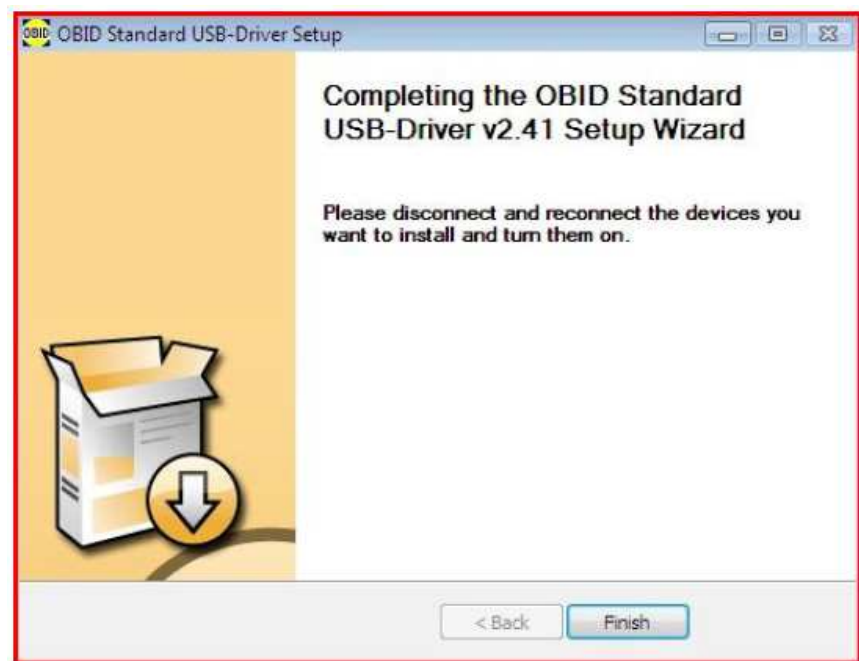 OBID OBID Standard USB-Driver Setup
Completing the OBID Standard
USB-Driver v2.41 Setup Wizard
Please disconnect and reconnect the devices you
want to install and turn them on.
< Back Finish